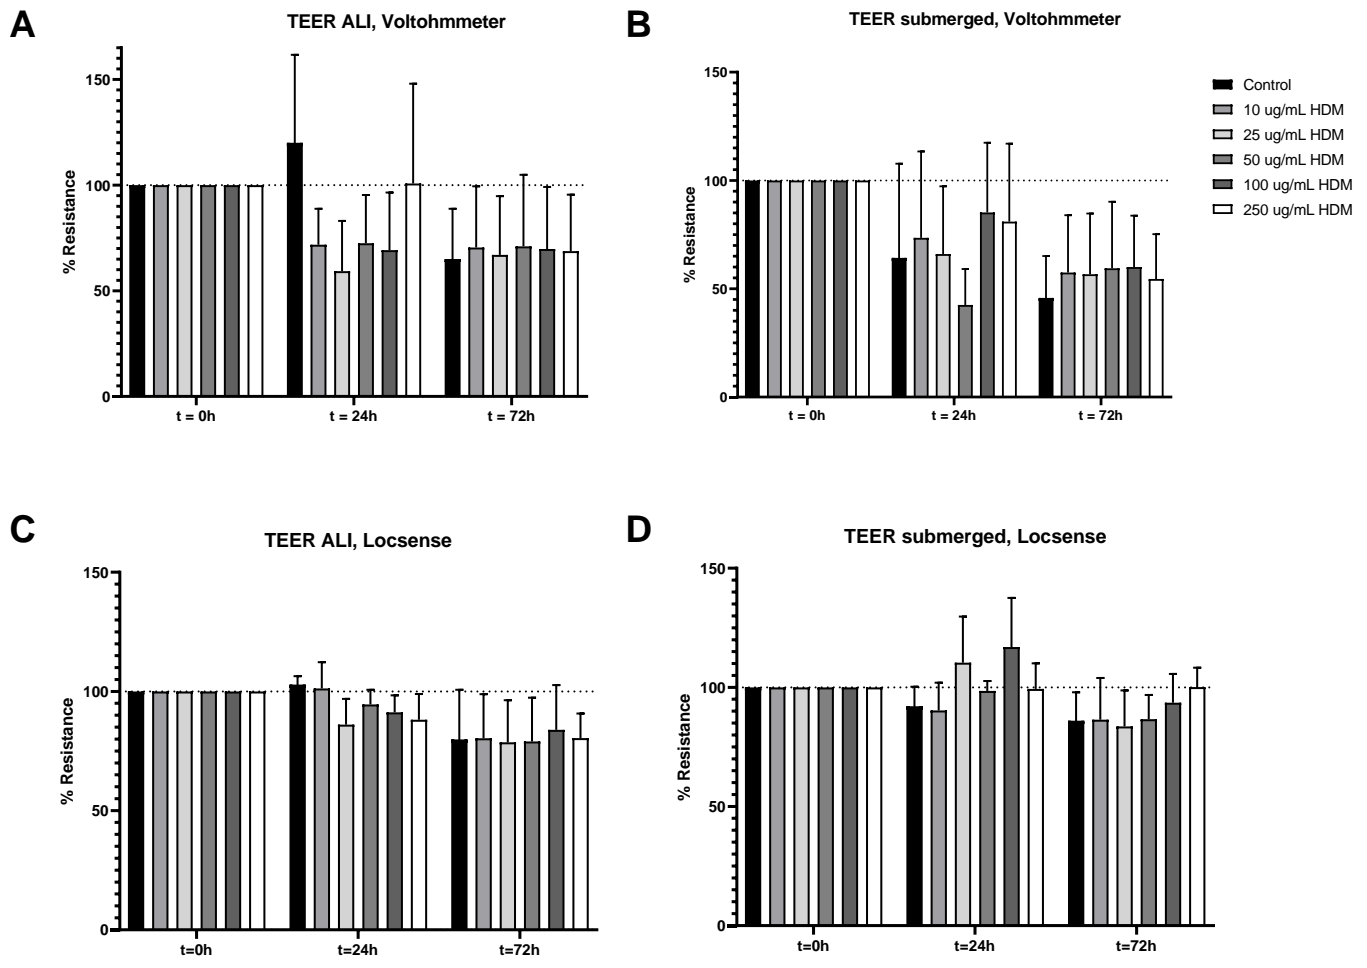 A
TEER ALI, Voltohmmeter
% Resistance
150
100
50
0
t = 0h
t = 24h
t = 72h
B
TEER submerged, Voltohmmeter
% Resistance
150
100
50
0
t = 0h
t = 24h
t = 72h
Control
10 ug/mL HDM
25 ug/mL HDM
50 ug/mL HDM
100 ug/mL HDM
250 ug/mL HDM
C
TEER ALI, Locsense
% Resistance
150
100
50
0
t=0h
t=24h
t=72h
D
TEER submerged, Locsense
% Resistance
150
100
50
0
t=0h
t=24h
t=72h